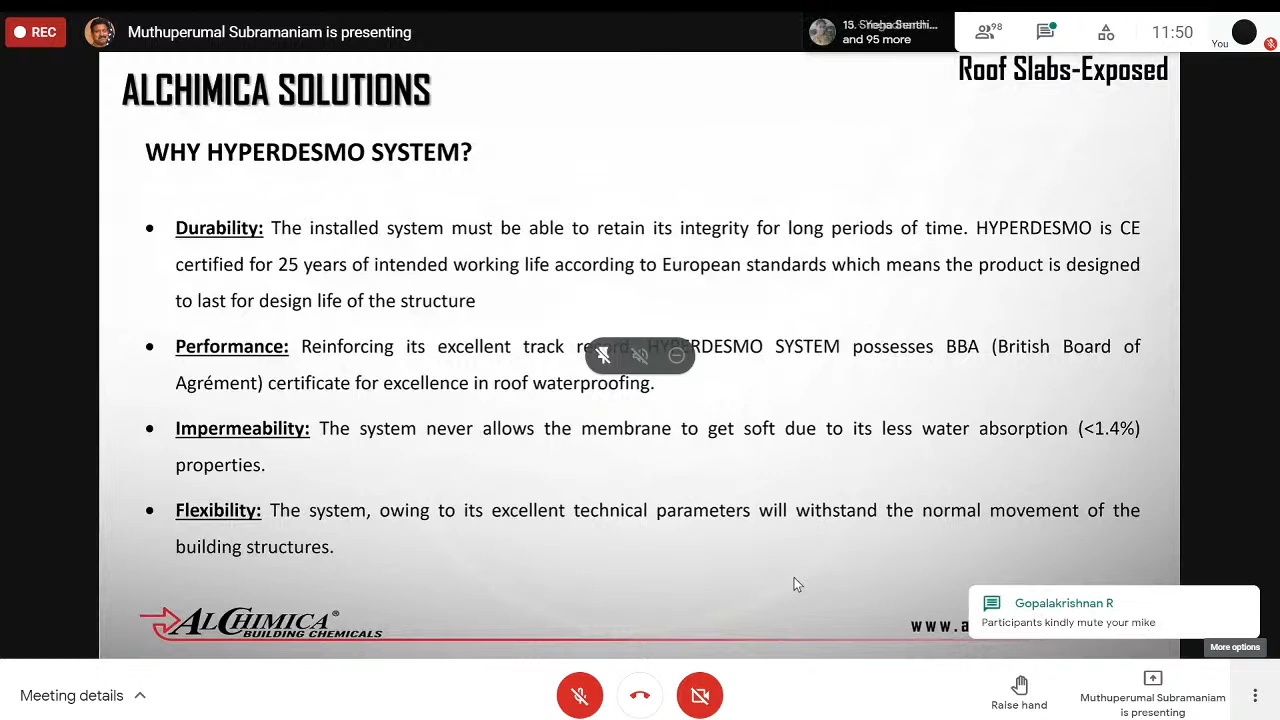 REC
Muthuperumal Subramaniam is presenting
and 95 more
98
11:50
You
ALCHIMICA SOLUTIONS
Roof Slabs-Exposed
WHY HYPERDESMO SYSTEM?
• Durability: The installed system must be able to retain its integrity for long periods of time. HYPERDESMO is CE
certified for 25 years of intended working life according to European standards which means the product is designed
to last for design life of the structure
• Performance: Reinforcing its excellent track SYSTEM possesses BBA (British Board of
Agrément) certificate for excellence in roof waterproofing.
• Impermeability: The system never allows the membrane to get soft due to its less water absorption (<1.4%)
properties.
• Flexibility: The system, owing to its excellent technical parameters will withstand the normal movement of the
building structures.
ALCHIMICA®
BUILDING CHEMICALS
www.a
Gopalakrishnan R
Participants kindly mute your mike
More options
Meeting details
Raise hand
Muthuperumal Subramaniam
is presenting